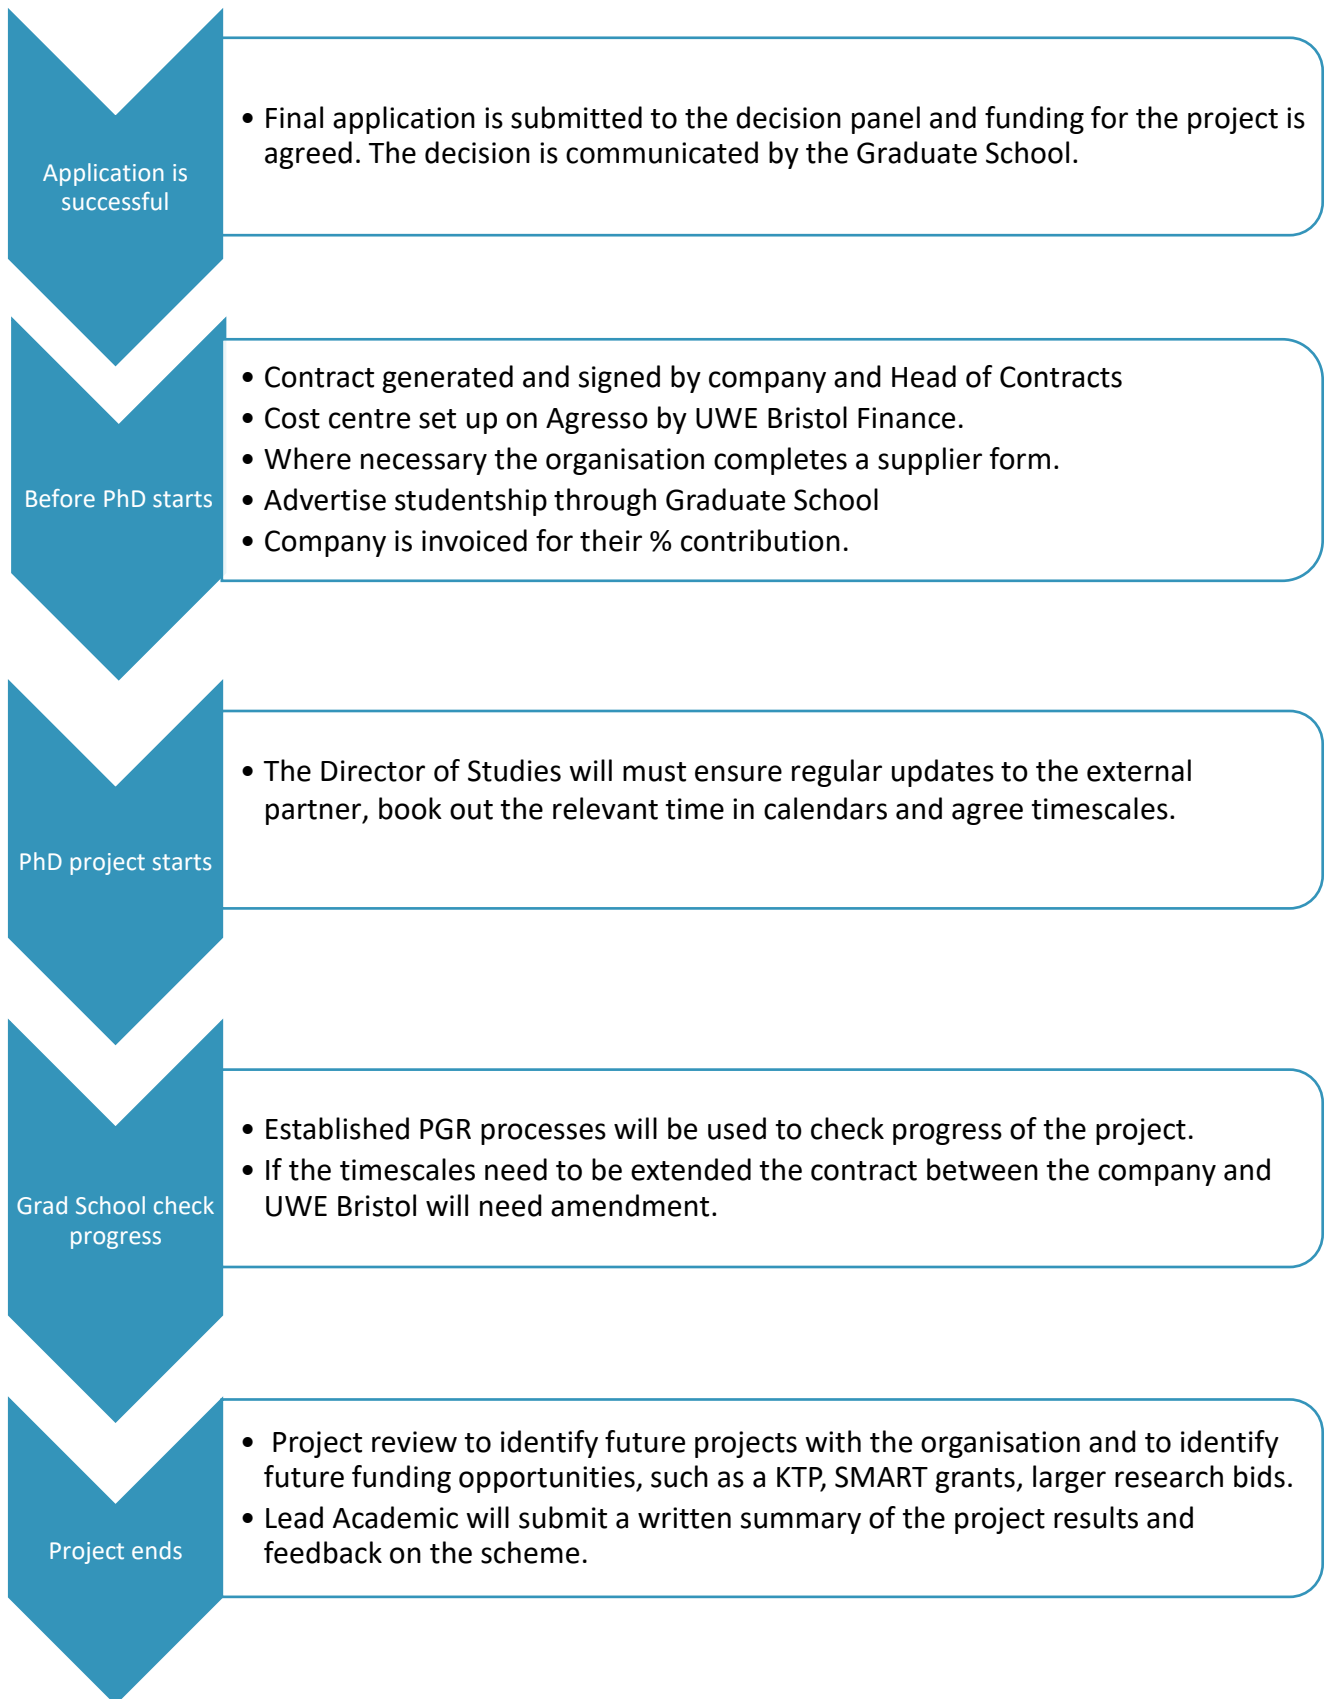 Application is
successful
• Final application is submitted to the decision panel and funding for the project is
agreed. The decision is communicated by the Graduate School.
Before PhD starts
• Contract generated and signed by company and Head of Contracts
• Cost centre set up on Agresso by UWE Bristol Finance.
• Where necessary the organisation completes a supplier form.
• Advertise studentship through Graduate School
• Company is invoiced for their % contribution.
PhD project starts
• The Director of Studies will must ensure regular updates to the external
partner, book out the relevant time in calendars and agree timescales.
Grad School check
progress
• Established PGR processes will be used to check progress of the project.
• If the timescales need to be extended the contract between the company and
UWE Bristol will need amendment.
Project ends
• Project review to identify future projects with the organisation and to identify
future funding opportunities, such as a KTP, SMART grants, larger research bids.
• Lead Academic will submit a written summary of the project results and
feedback on the scheme.